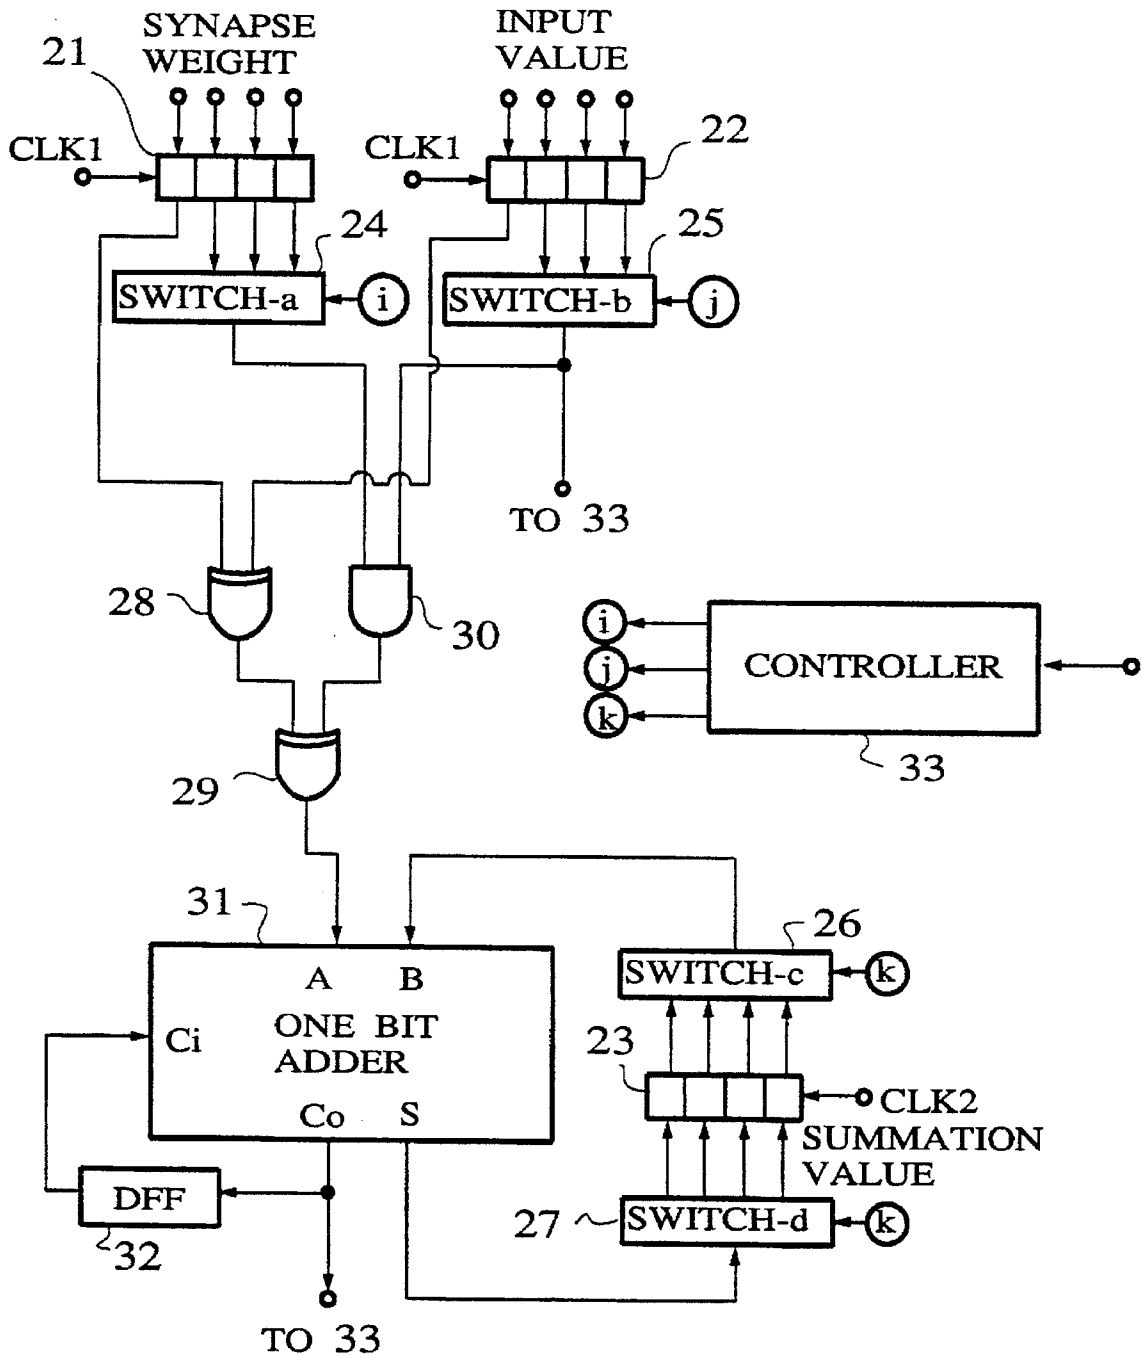 SYNAPSE
WEIGHT
INPUT
VALUE
21
CLK1
CLK1
22
24
25
SWITCH-a
i
SWITCH-b
j
TO 33
28
30
i
j
k
CONTROLLER
33
29
31
A B
Ci
ONE BIT
ADDER
Co S
26
SWITCH-c
k
23
CLK2
SUMMATION
VALUE
DFF
32
27
SWITCH-d
k
TO 33